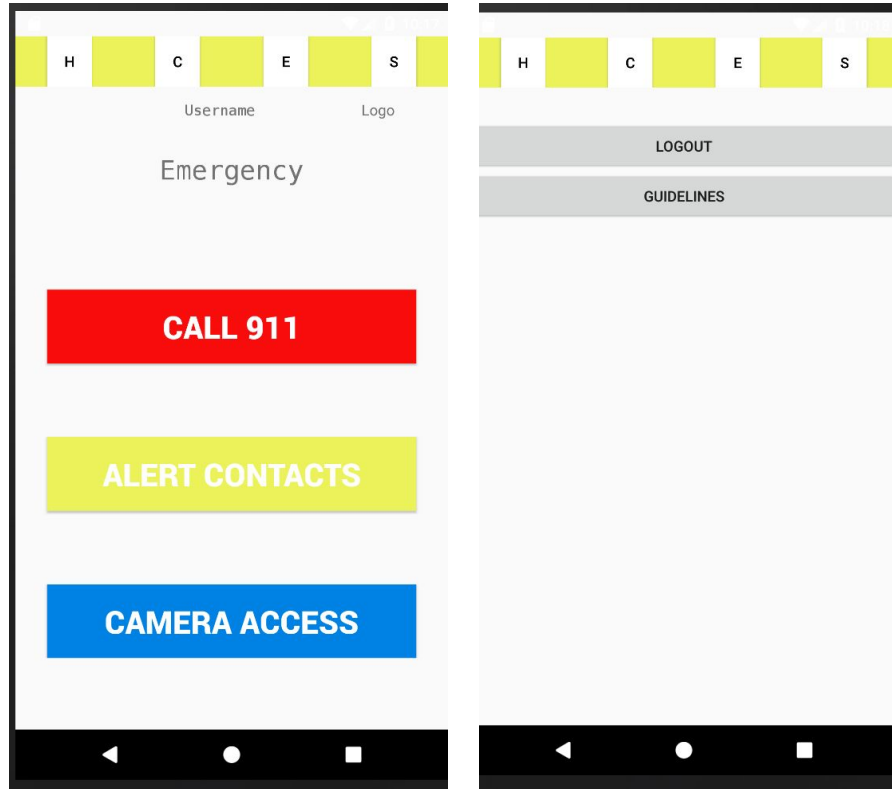 H C E S
Username Logo
Emergency
CALL 911
ALERT CONTACTS
CAMERA ACCESS
H C E S
LOGOUT
GUIDELINES